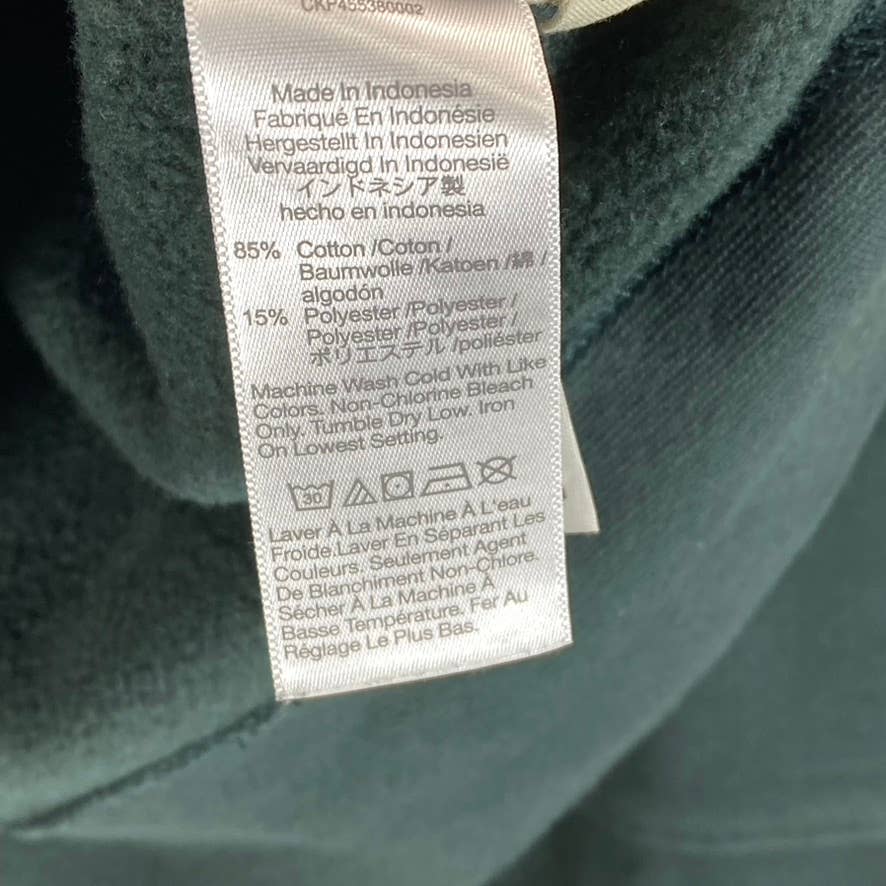 CKP455380002
Made In Indonesia
Fabriqué En Indonésie
Hergestellt In Indonesien
Vervaardigd In Indonesië
インドネシア製
hecho en indonesia
85% Cotton /Coton /
Baumwolle /Katoen /綿 /
algodón
15% Polyester /Polyester /
Polyester /Polyester /
ポリエステル /poliéster
Machine Wash Cold With Like
Colors. Non-Chlorine Bleach
Only. Tumble Dry Low. Iron
On Lowest Setting.
30
Laver À La Machine À L'eau
Froide.Laver En Séparant Les
Couleurs. Seulement Agent
De Blanchiment Non-Chlore.
Sécher À La Machine À
Basse Température. Fer Au
Réglage Le Plus Bas.